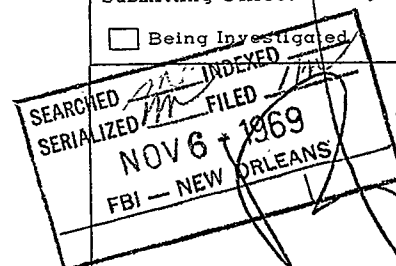 Being Investigated
SEARCHED INDEXED
SERIALIZED FILED
NOV 6 - 1969
FBI — NEW ORLEANS